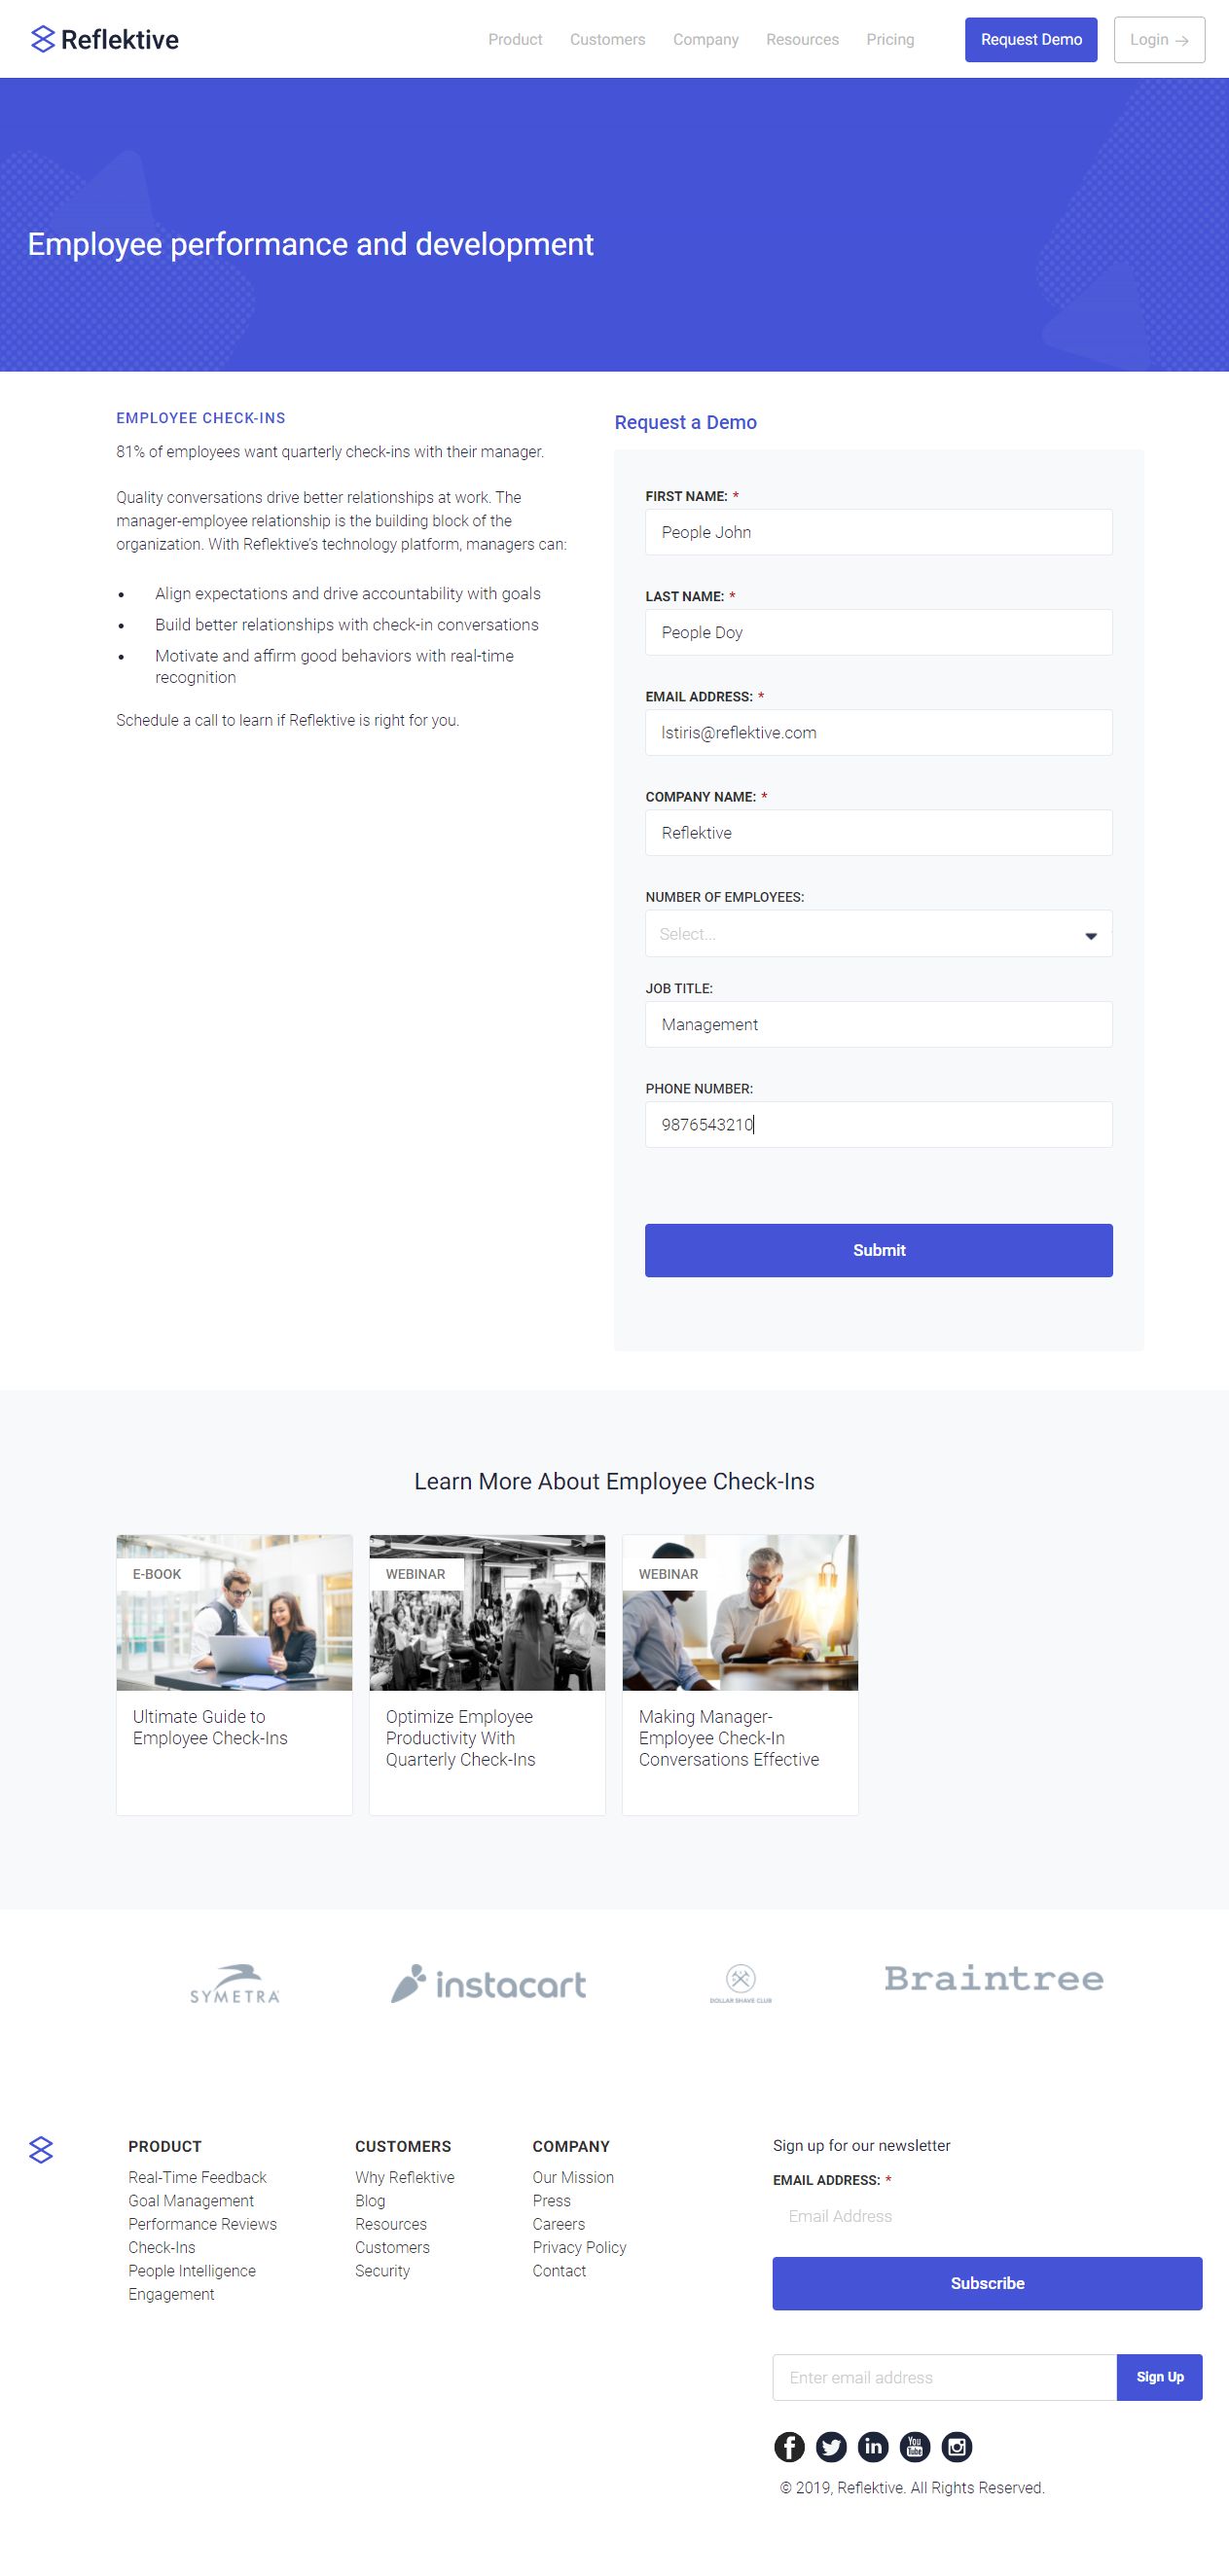 Reflektive
Product Customers Company Resources Pricing Request Demo Login →
Employee performance and development
EMPLOYEE CHECK-INS
81% of employees want quarterly check-ins with their manager.
Quality conversations drive better relationships at work. The
manager-employee relationship is the building block of the
organization. With Reflektive's technology platform, managers can:
• Align expectations and drive accountability with goals
• Build better relationships with check-in conversations
• Motivate and affirm good behaviors with real-time
recognition
Schedule a call to learn if Reflektive is right for you.
Request a Demo
FIRST NAME: *
People John
LAST NAME: *
People Doy
EMAIL ADDRESS: *
lstiris@reflektive.com
COMPANY NAME: *
Reflektive
NUMBER OF EMPLOYEES:
Select...
JOB TITLE:
Management
PHONE NUMBER:
9876543210
Submit
Learn More About Employee Check-Ins
E-BOOK
Ultimate Guide to
Employee Check-Ins
WEBINAR
Optimize Employee
Productivity With
Quarterly Check-Ins
WEBINAR
Making Manager-
Employee Check-In
Conversations Effective
SYMETRA
instacart
DOLLAR SHAVE CLUB
Braintree
PRODUCT
Real-Time Feedback
Goal Management
Performance Reviews
Check-Ins
People Intelligence
Engagement
CUSTOMERS
Why Reflektive
Blog
Resources
Customers
Security
COMPANY
Our Mission
Press
Careers
Privacy Policy
Contact
Sign up for our newsletter
EMAIL ADDRESS: *
Email Address
Subscribe
Enter email address
Sign Up
You Tube
© 2019, Reflektive. All Rights Reserved.